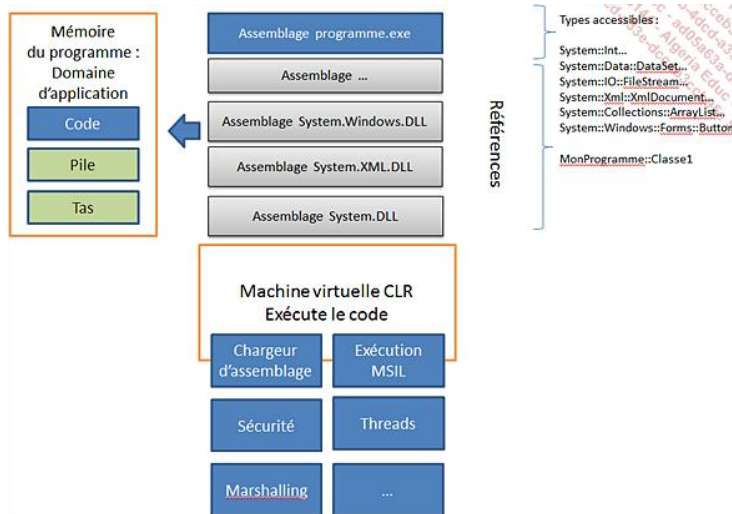 Mémoire
du programme :
Domaine
d'application
Code
Pile
Tas
Assemblage programme.exe
Assemblage ...
Assemblage System.Windows.DLL
Assemblage System.XML.DLL
Assemblage System.DLL
Références
Types accessibles :
System::Int...
System::Data::DataSet...
System::IO::FileStream...
System::Xml::XmlDocument...
System::Collections::ArrayList...
System::Windows::Forms::Button
MonProgramme::Classe1
Machine virtuelle CLR
Exécute le code
Chargeur
d'assemblage
Exécution
MSIL
Sécurité
Threads
Marshalling
...
Algeria Educ